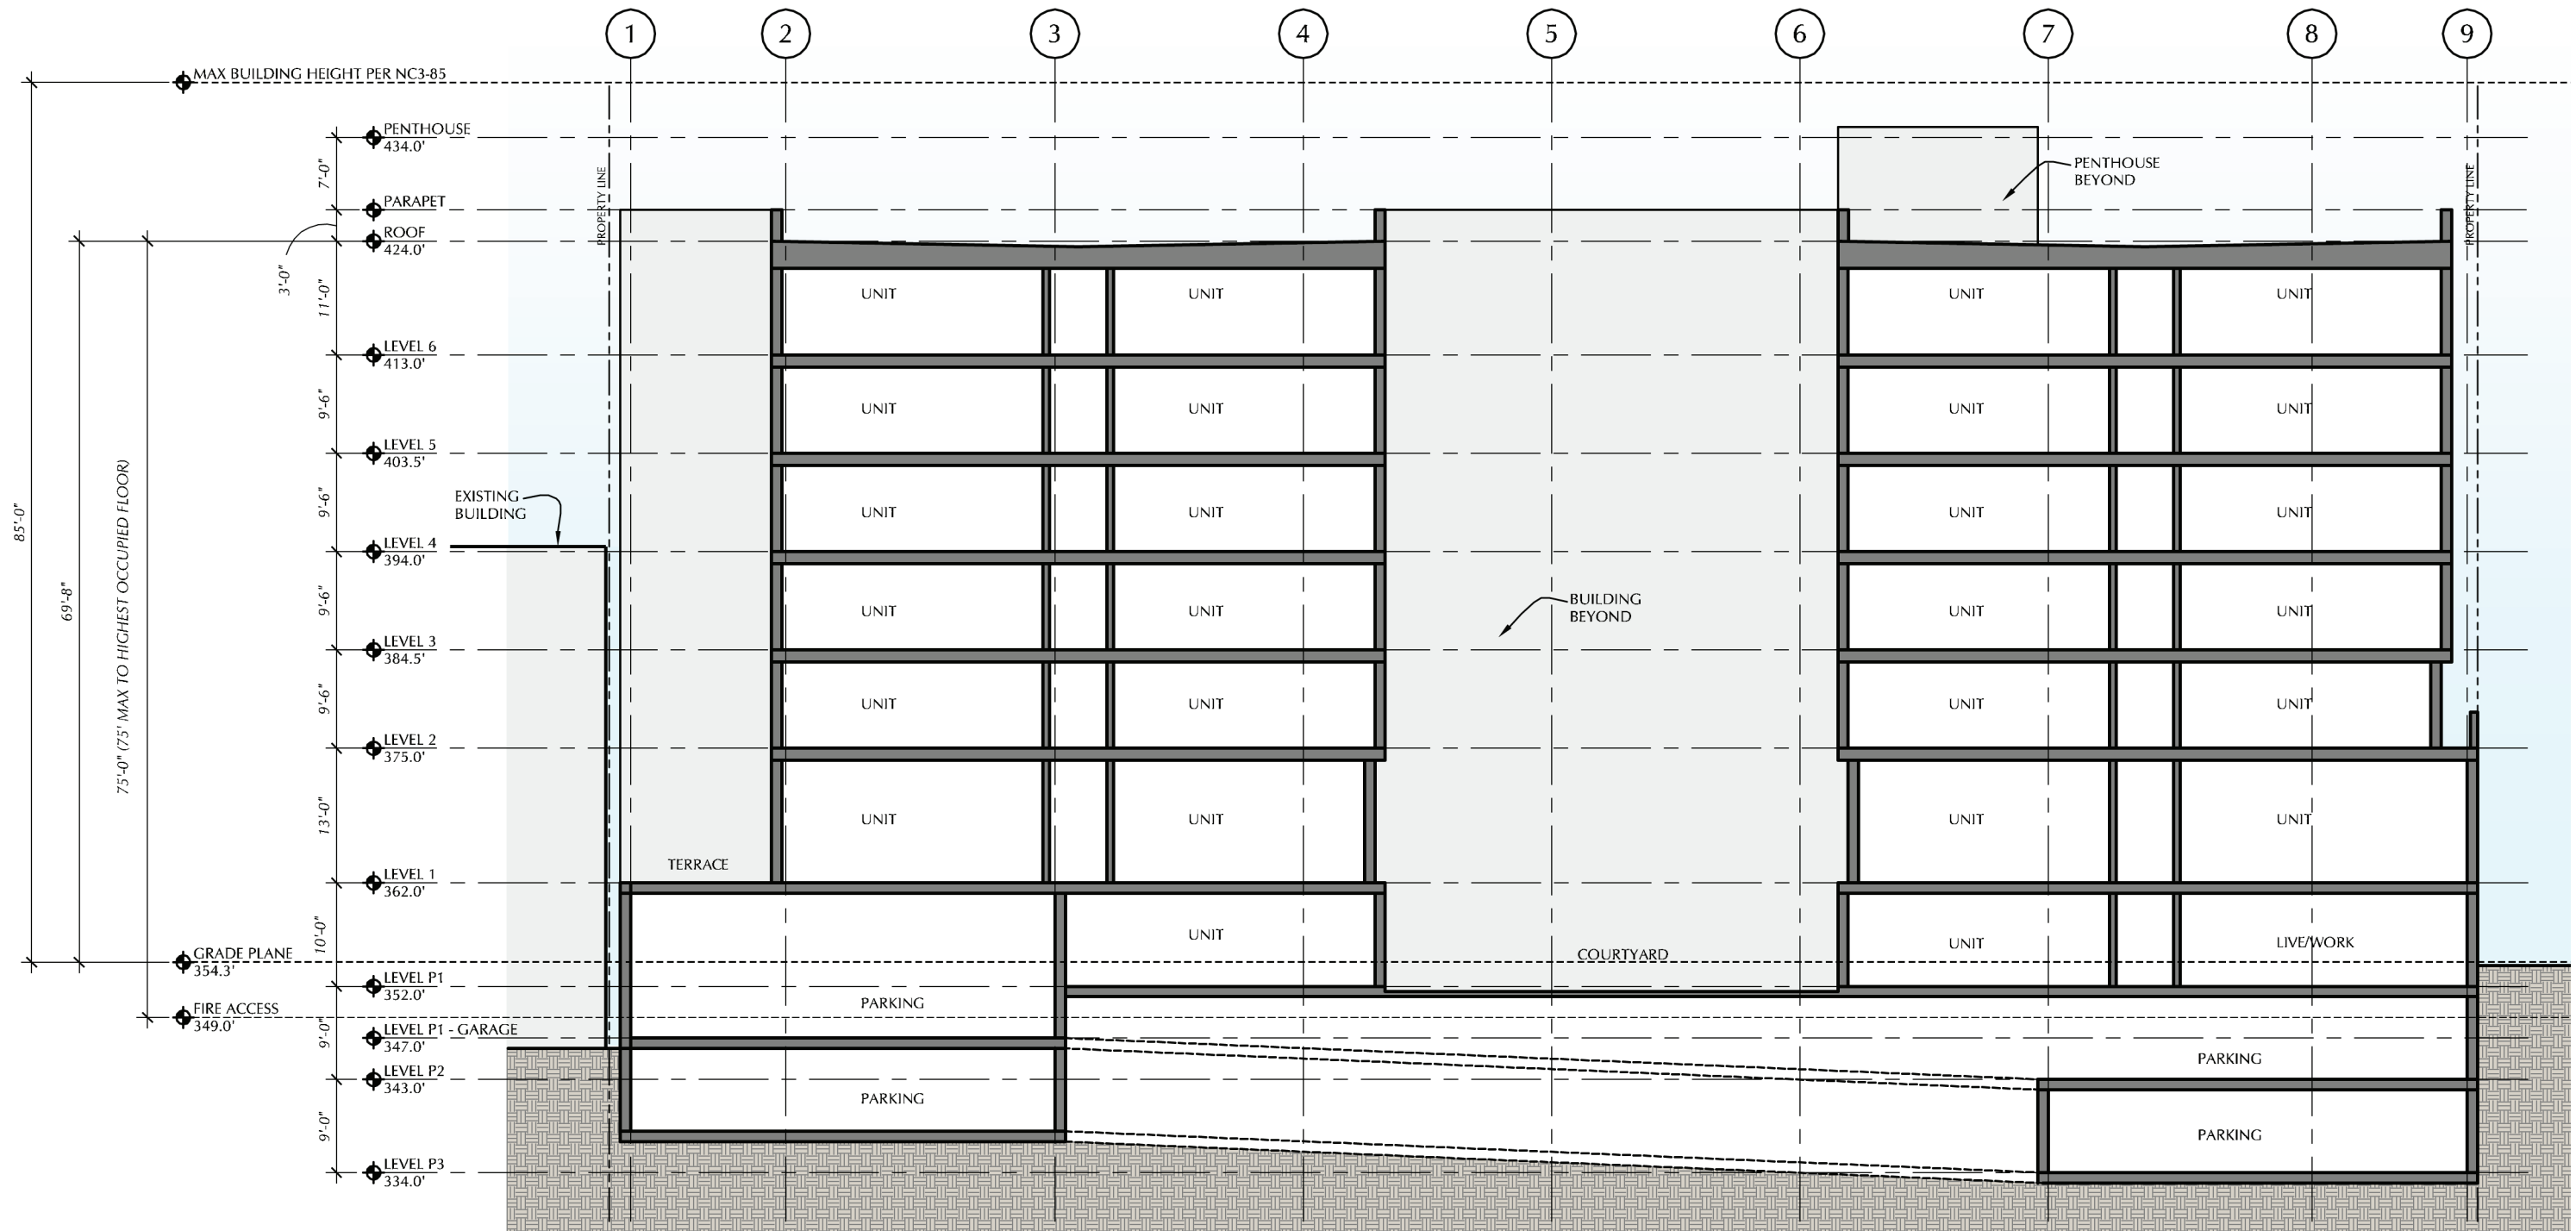 1 2 3 4 5 6 7 8 9
MAX BUILDING HEIGHT PER NC3-85
PENTHOUSE
434.0'
7'-0"
PARAPET
3'-0"
ROOF
424.0'
11'-0"
LEVEL 6
413.0'
9'-6"
LEVEL 5
403.5'
9'-6"
LEVEL 4
394.0'
9'-6"
LEVEL 3
384.5'
9'-6"
LEVEL 2
375.0'
13'-0"
LEVEL 1
362.0'
10'-0"
GRADE PLANE
354.3'
LEVEL P1
352.0'
FIRE ACCESS
349.0'
9'-0"
LEVEL P1 - GARAGE
347.0'
LEVEL P2
343.0'
9'-0"
LEVEL P3
334.0'
85'-0"
69'-8"
75'-0" (75' MAX TO HIGHEST OCCUPIED FLOOR)
EXISTING
BUILDING
PROPERTY LINE
PENTHOUSE
BEYOND
PROPERTY LINE
UNIT UNIT UNIT UNIT
UNIT UNIT UNIT UNIT
UNIT UNIT UNIT UNIT
BUILDING
BEYOND
UNIT UNIT UNIT UNIT
UNIT UNIT UNIT UNIT
UNIT UNIT UNIT UNIT
TERRACE
UNIT COURTYARD UNIT LIVE/WORK
PARKING
PARKING
PARKING
PARKING